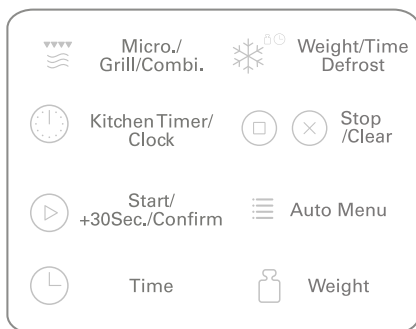 Micro./
Grill/Combi.
Weight/Time
Defrost
Kitchen Timer/
Clock
Stop
/Clear
Start/
+30Sec./Confirm
Auto Menu
Time
Weight